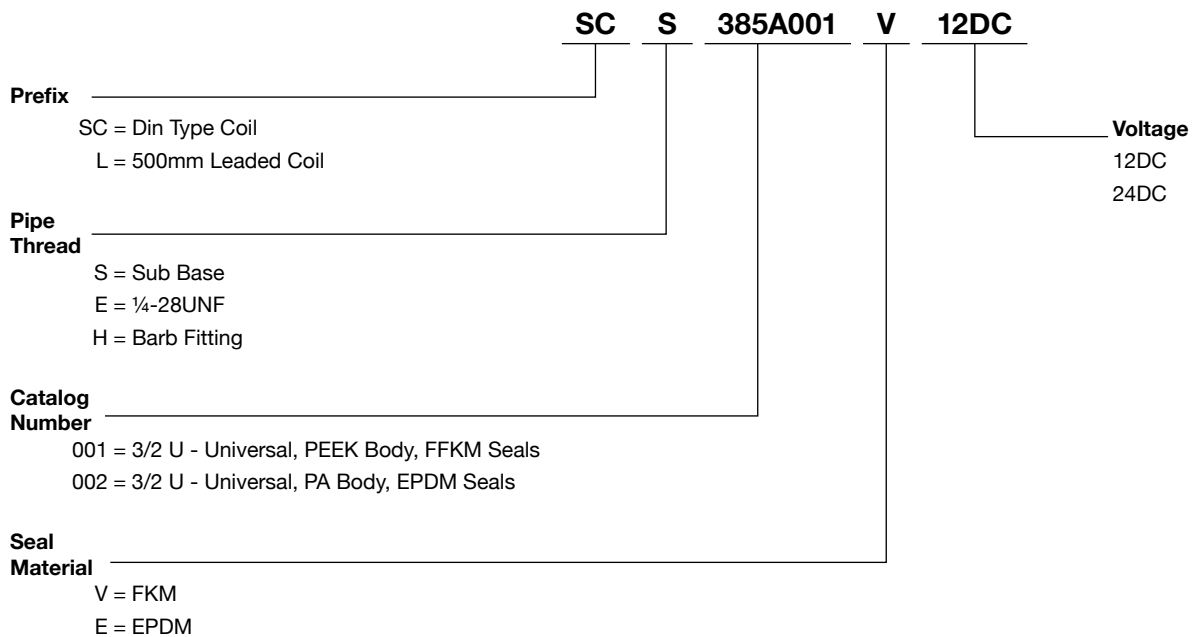 SC S 385A001 V 12DC
Prefix
SC = Din Type Coil
L = 500mm Leaded Coil
Voltage
12DC
24DC
Pipe
Thread
S = Sub Base
E = ¼-28UNF
H = Barb Fitting
Catalog
Number
001 = 3/2 U - Universal, PEEK Body, FFKM Seals
002 = 3/2 U - Universal, PA Body, EPDM Seals
Seal
Material
V = FKM
E = EPDM